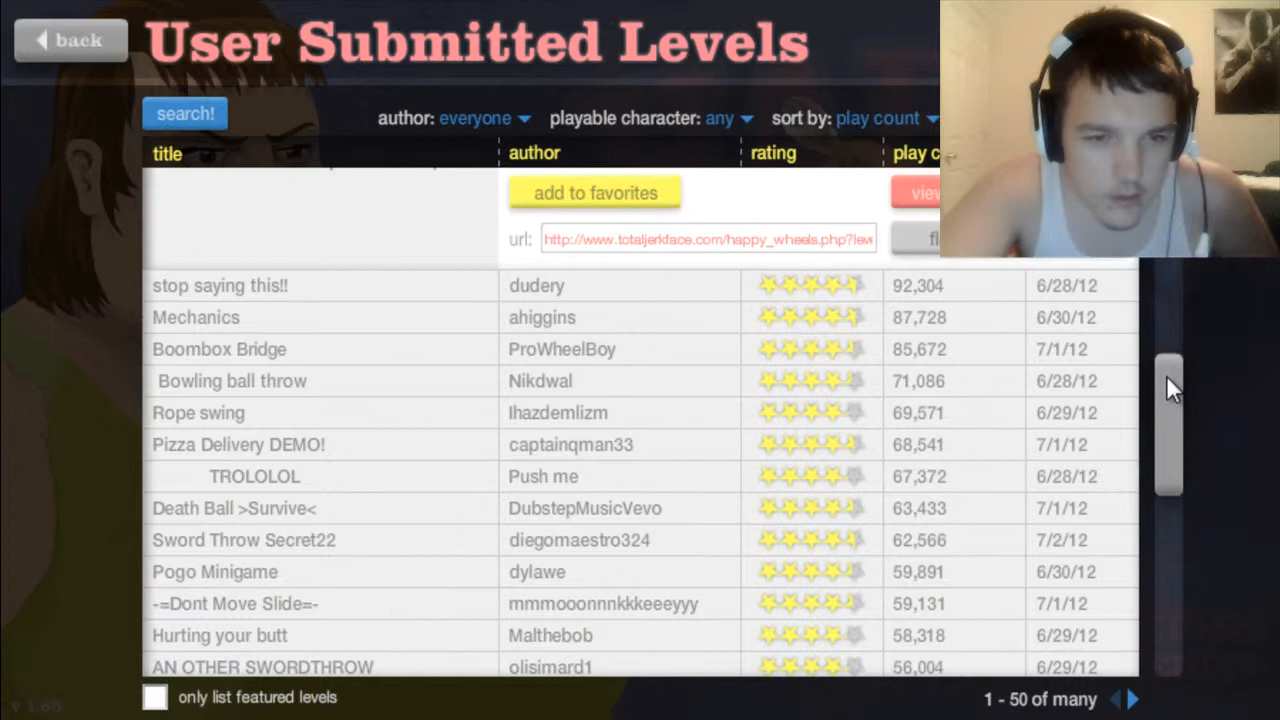 back
User Submitted Levels
search!
author: everyone playable character: any sort by: play count
title author rating play c
add to favorites view
url: http://www.totaljerkface.com/happy_wheels.php?lev fl
stop saying this!! dudery 92,304 6/28/12
Mechanics ahiggins 87,728 6/30/12
Boombox Bridge ProWheelBoy 85,672 7/1/12
Bowling ball throw Nikdwal 71,086 6/28/12
Rope swing Ihazdemlizm 69,571 6/29/12
Pizza Delivery DEMO! captainqman33 68,541 7/1/12
TROLOLOL Push me 67,372 6/28/12
Death Ball >Survive< DubstepMusicVevo 63,433 7/1/12
Sword Throw Secret22 diegomaestro324 62,566 7/2/12
Pogo Minigame dylawe 59,891 6/30/12
-=Dont Move Slide=- mmmooonnnkkkeeeyyy 59,131 7/1/12
Hurting your butt Malthebob 58,318 6/29/12
AN OTHER SWORDTHROW olisimard1 56,004 6/29/12
only list featured levels 1 - 50 of many